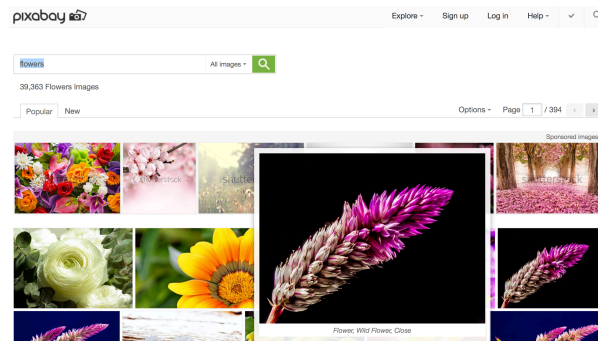 pixabay
Explore Sign up Log in Help
flowers All images
39,363 Flowers Images
Popular New Options Page 1 / 394
Sponsored images
shutterstock shutterstock
Flower, Wild Flower, Close